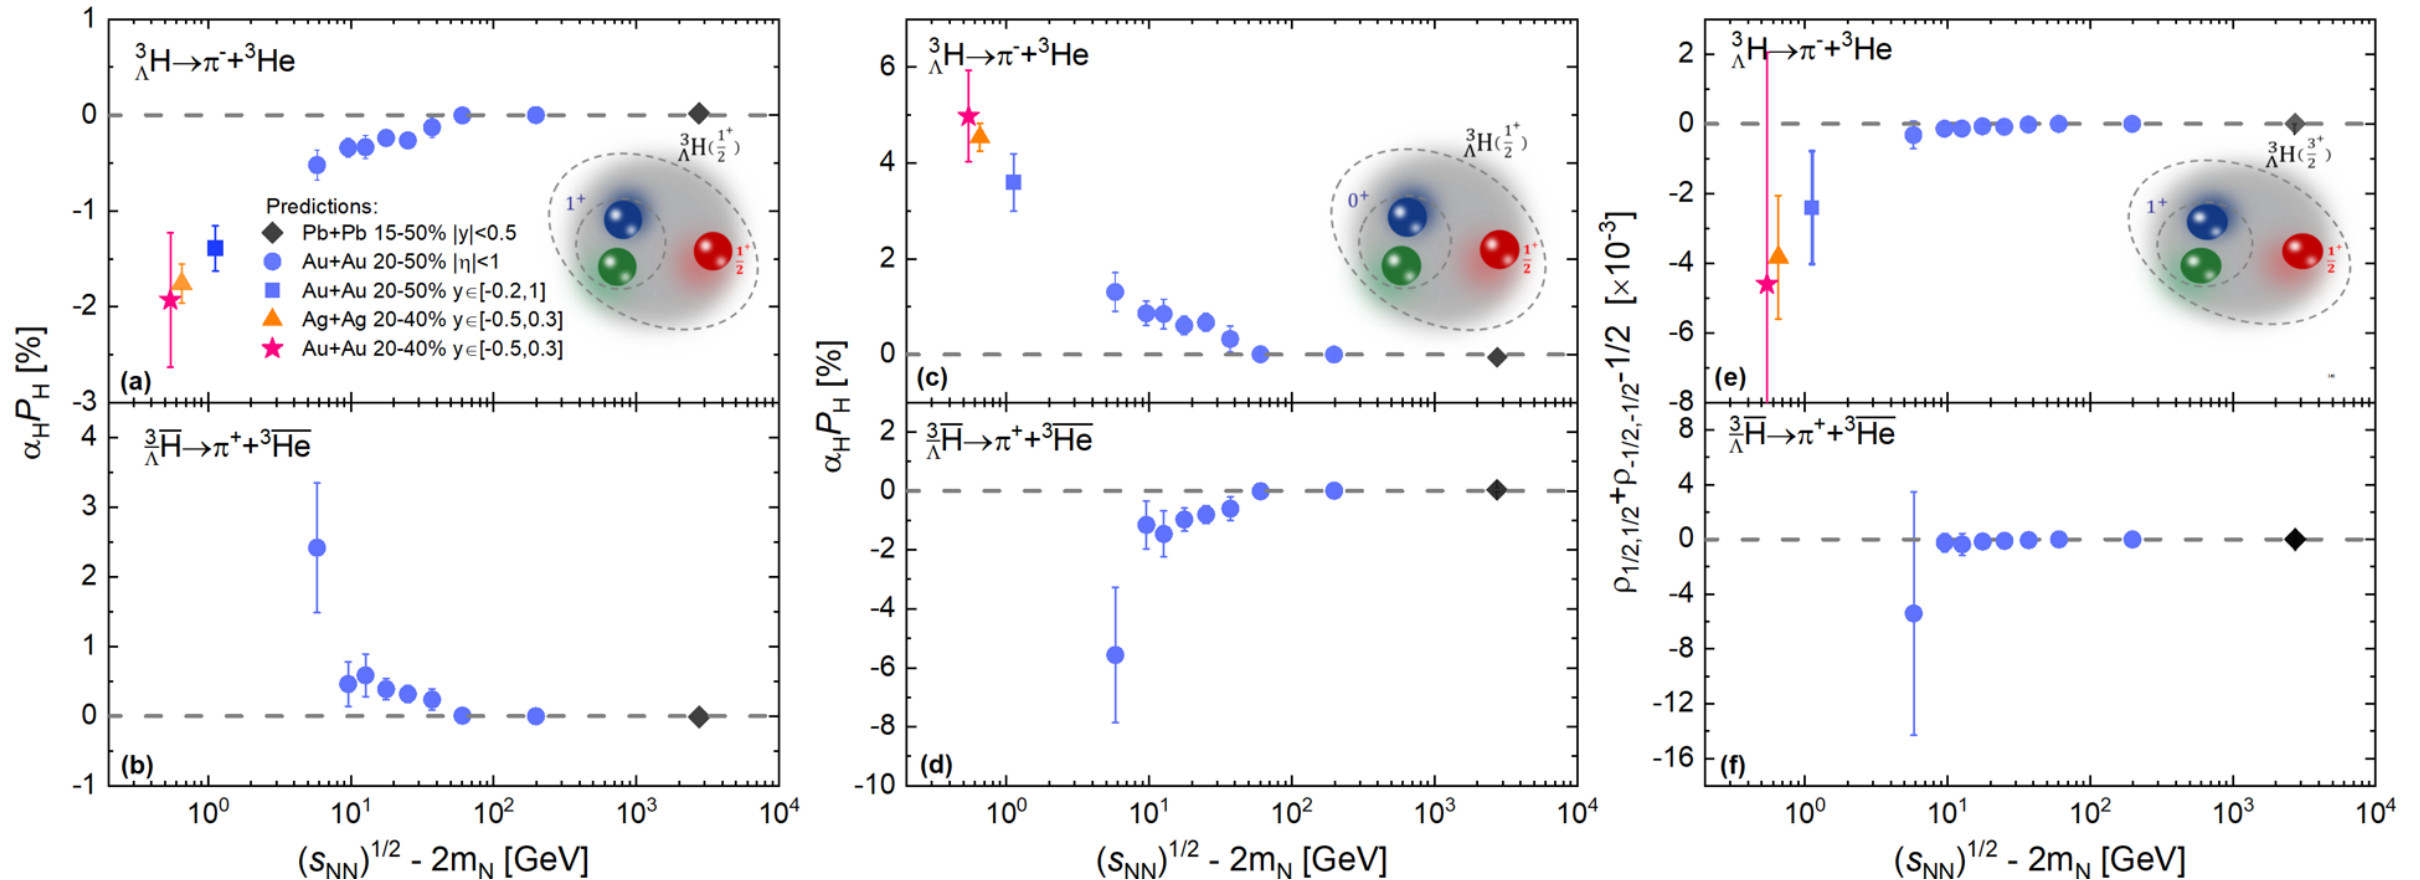 ³ΛH→π⁻+³He
1
0
-1
-2
-3
αHPH [%]
³ΛH(1/2⁺)
1⁺
1/2⁺
Predictions:
Pb+Pb 15-50% |y|<0.5
Au+Au 20-50% |η|<1
Au+Au 20-50% y∈[-0.2,1]
Ag+Ag 20-40% y∈[-0.5,0.3]
Au+Au 20-40% y∈[-0.5,0.3]
(a)
³Λ̅H̅→π⁺+³H̅e̅
4
3
2
1
0
-1
(b)
10⁰ 10¹ 10² 10³ 10⁴
(sNN)^1/2 - 2mN [GeV]
³ΛH→π⁻+³He
6
4
2
0
αHPH [%]
³ΛH(1/2⁺)
0⁺
1/2⁺
(c)
³Λ̅H̅→π⁺+³H̅e̅
2
0
-2
-4
-6
-8
-10
(d)
10⁰ 10¹ 10² 10³ 10⁴
(sNN)^1/2 - 2mN [GeV]
³ΛH→π⁻+³He
2
0
-2
-4
-6
-8
ρ1/2,1/2+ρ-1/2,-1/2-1/2 [×10⁻³]
³ΛH(3/2⁺)
1⁺
1/2⁺
(e)
³Λ̅H̅→π⁺+³H̅e̅
8
4
0
-4
-8
-12
-16
(f)
10⁰ 10¹ 10² 10³ 10⁴
(sNN)^1/2 - 2mN [GeV]